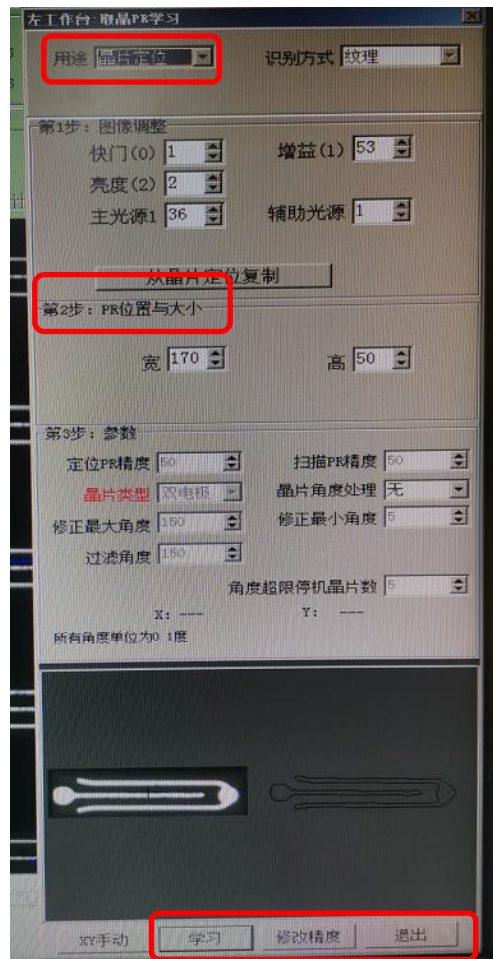 左工作台:取晶PR学习
用途 晶片定位 识别方式 纹理
第1步：图像调整
快门(0) 1 增益(1) 53
亮度(2) 2
主光源1 36 辅助光源 1
从晶片定位复制
第2步：PR位置与大小
宽 170 高 50
第3步：参数
定位PR精度 50 扫描PR精度 50
晶片类型 双电极 晶片角度处理 无
修正最大角度 150 修正最小角度 5
过滤角度 150
角度超限停机晶片数 5
X: --- Y: ---
所有角度单位为0.1度
XY手动 学习 修改精度 退出